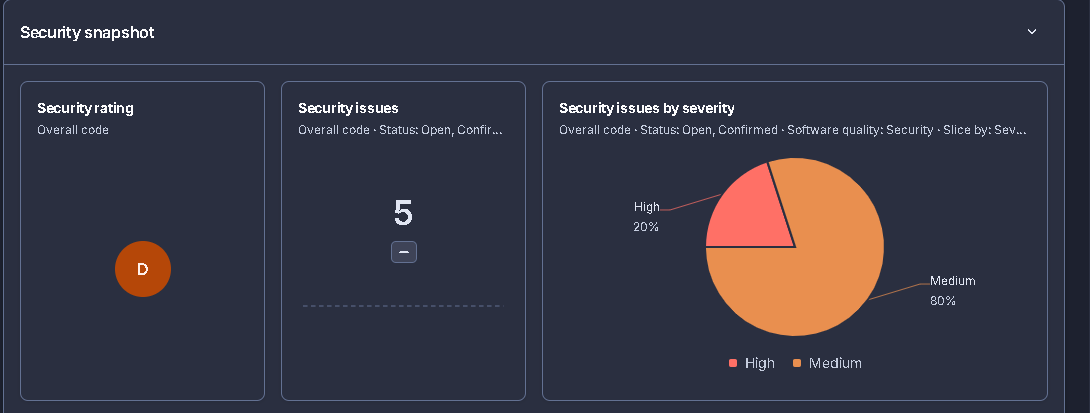 Security snapshot
Security rating
Overall code
D
Security issues
Overall code · Status: Open, Confir...
5
Security issues by severity
Overall code · Status: Open, Confirmed · Software quality: Security · Slice by: Sev...
High
20%
Medium
80%
High
Medium